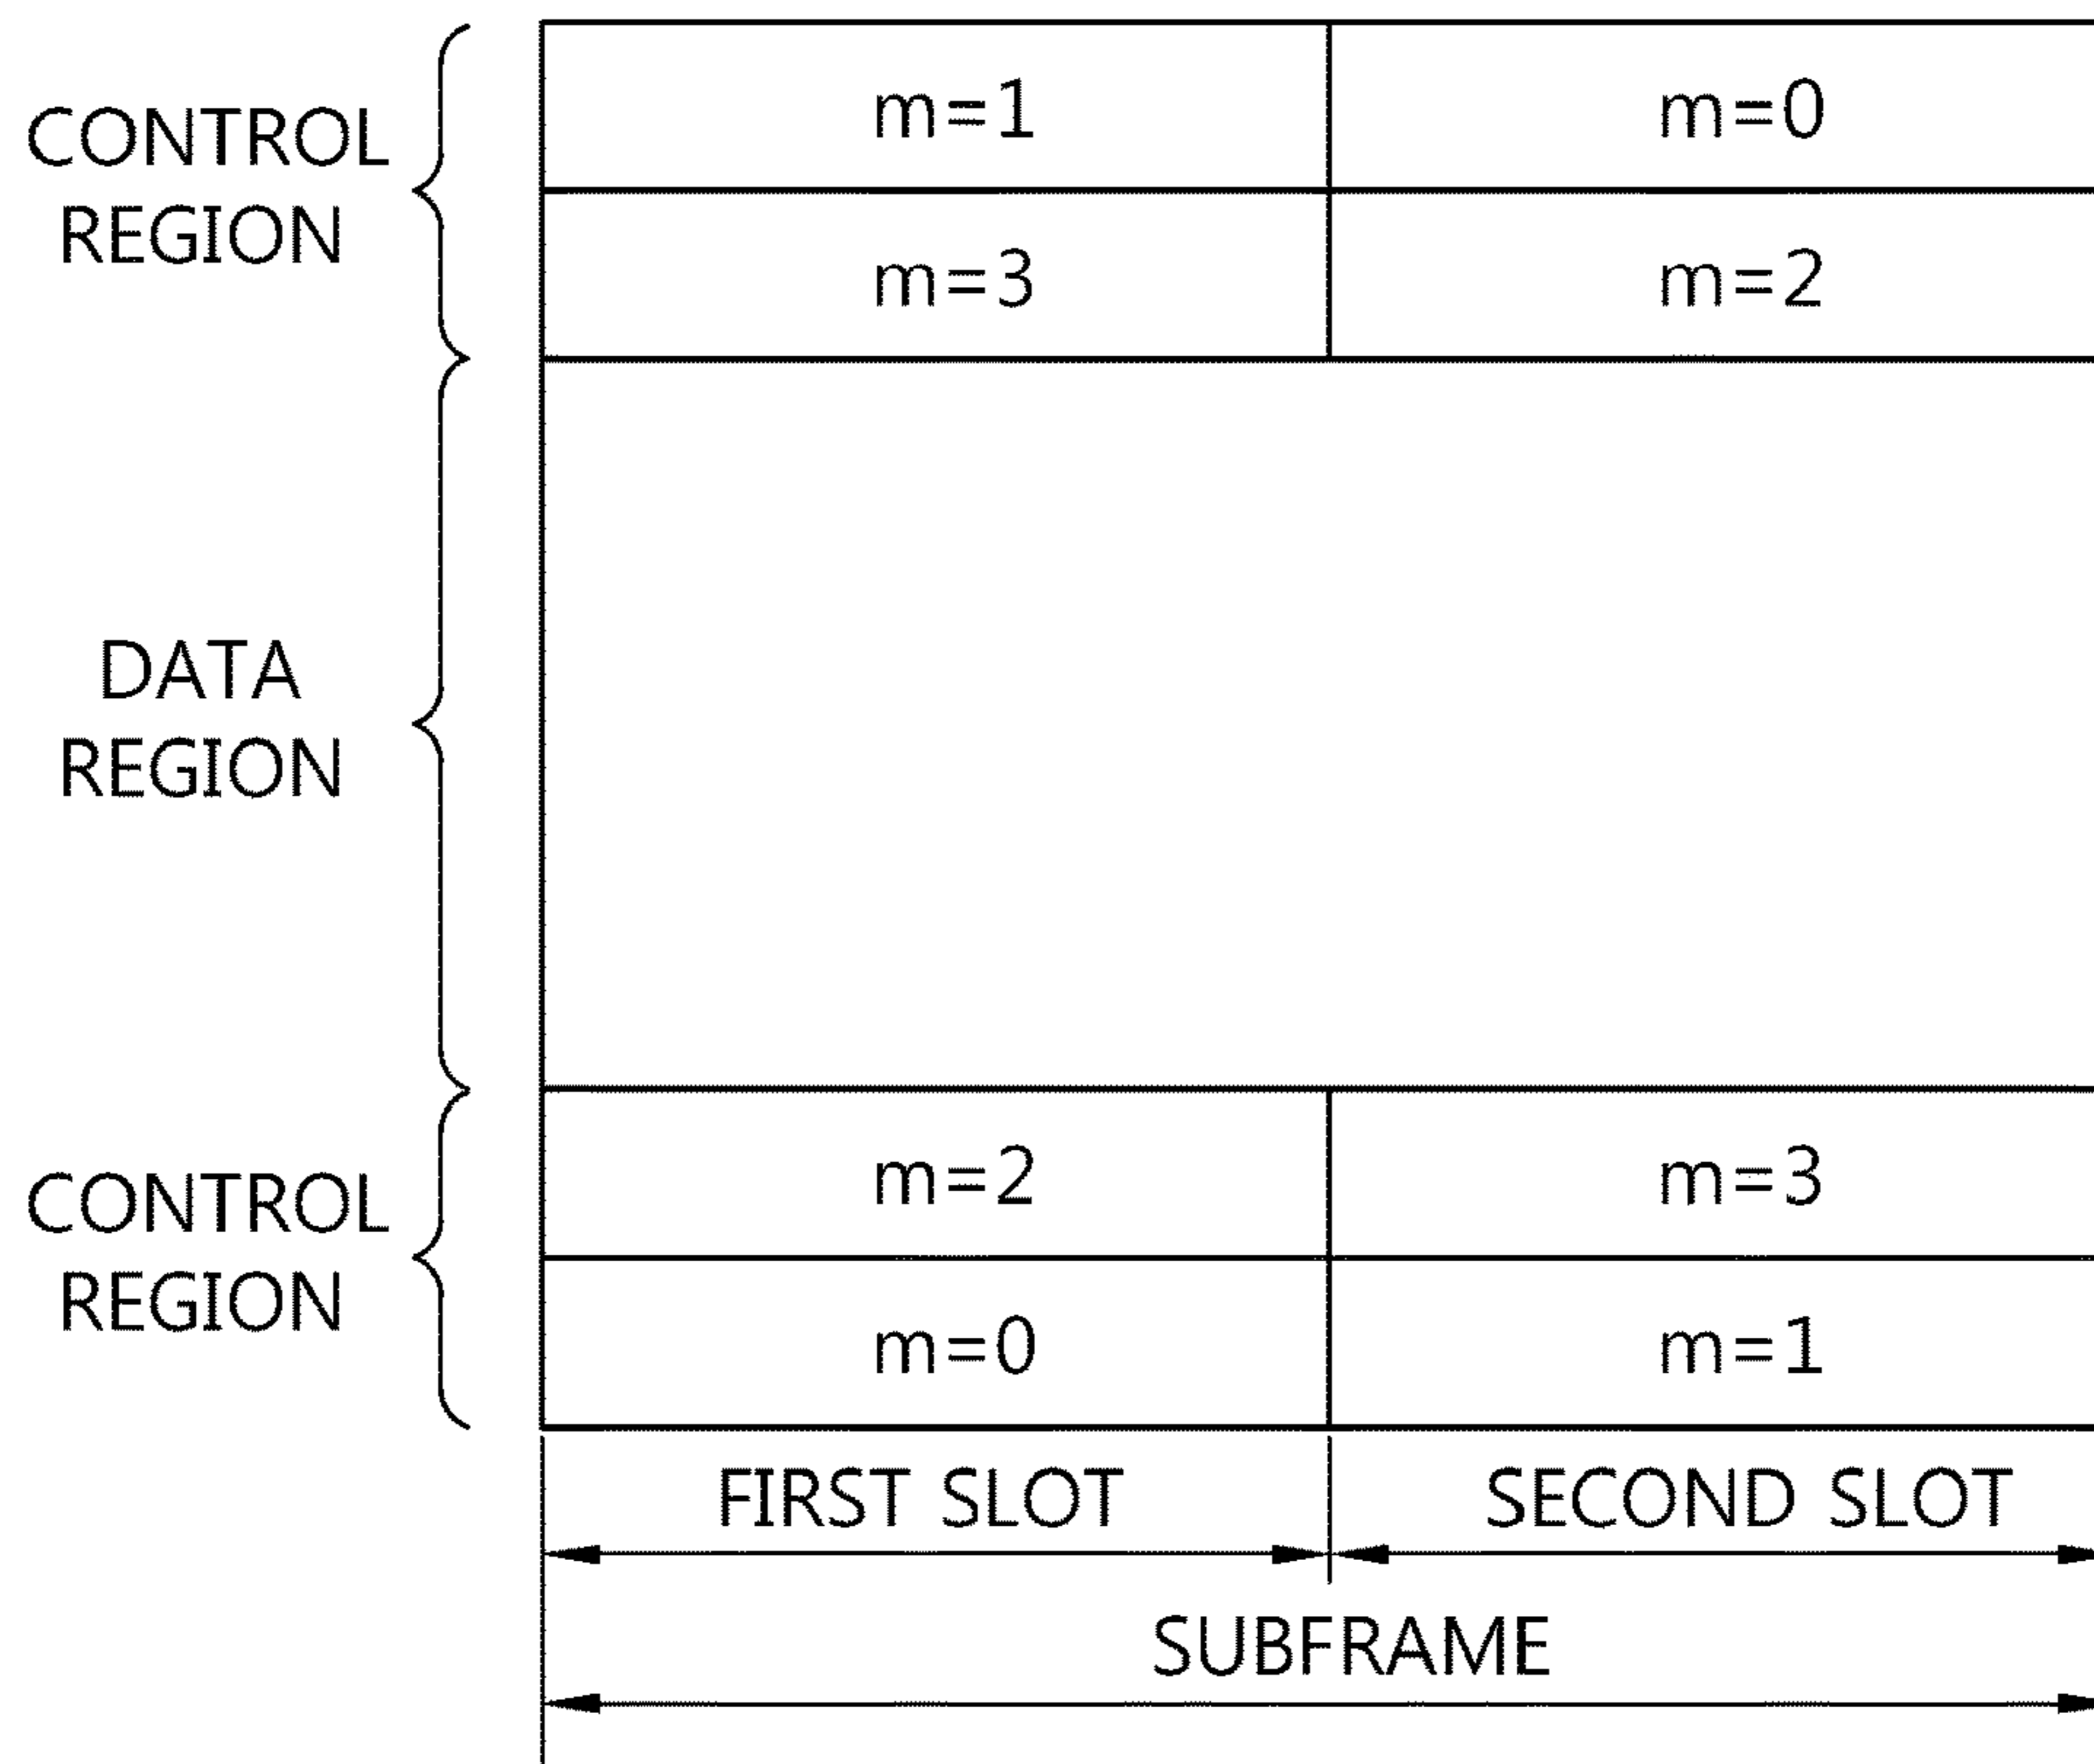 CONTROL
REGION
m=1 m=0
m=3 m=2
DATA
REGION
CONTROL
REGION
m=2 m=3
m=0 m=1
FIRST SLOT SECOND SLOT
SUBFRAME